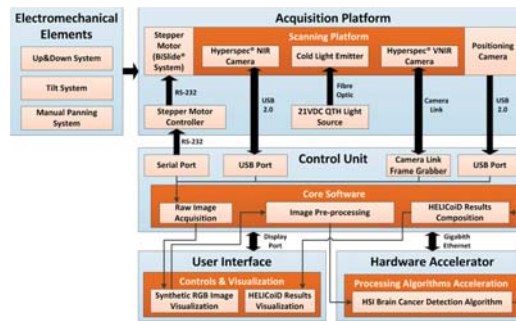 Electromechanical
Elements
Up&Down System
Tilt System
Manual Panning
System
Acquisition Platform
Stepper
Motor
(BiSlide®
System)
Scanning Platform
Hyperspec® NIR
Camera
Cold Light Emitter
Hyperspec® VNIR
Camera
Positioning
Camera
RS-232
USB
2.0
Fibre
Optic
Camera
Link
USB
2.0
Stepper Motor
Controller
21VDC QTH Light
Source
RS-232
Control Unit
Serial Port
USB Port
Camera Link
Frame Grabber
USB Port
Core Software
Raw Image
Acquisition
Image Pre-processing
HELICoiD Results
Composition
Display
Port
Gigabith
Ethernet
User Interface
Controls & Visualization
Synthetic RGB Image
Visualization
HELICoiD Results
Visualization
Hardware Accelerator
Processing Algorithms Acceleration
HSI Brain Cancer Detection Algorithm